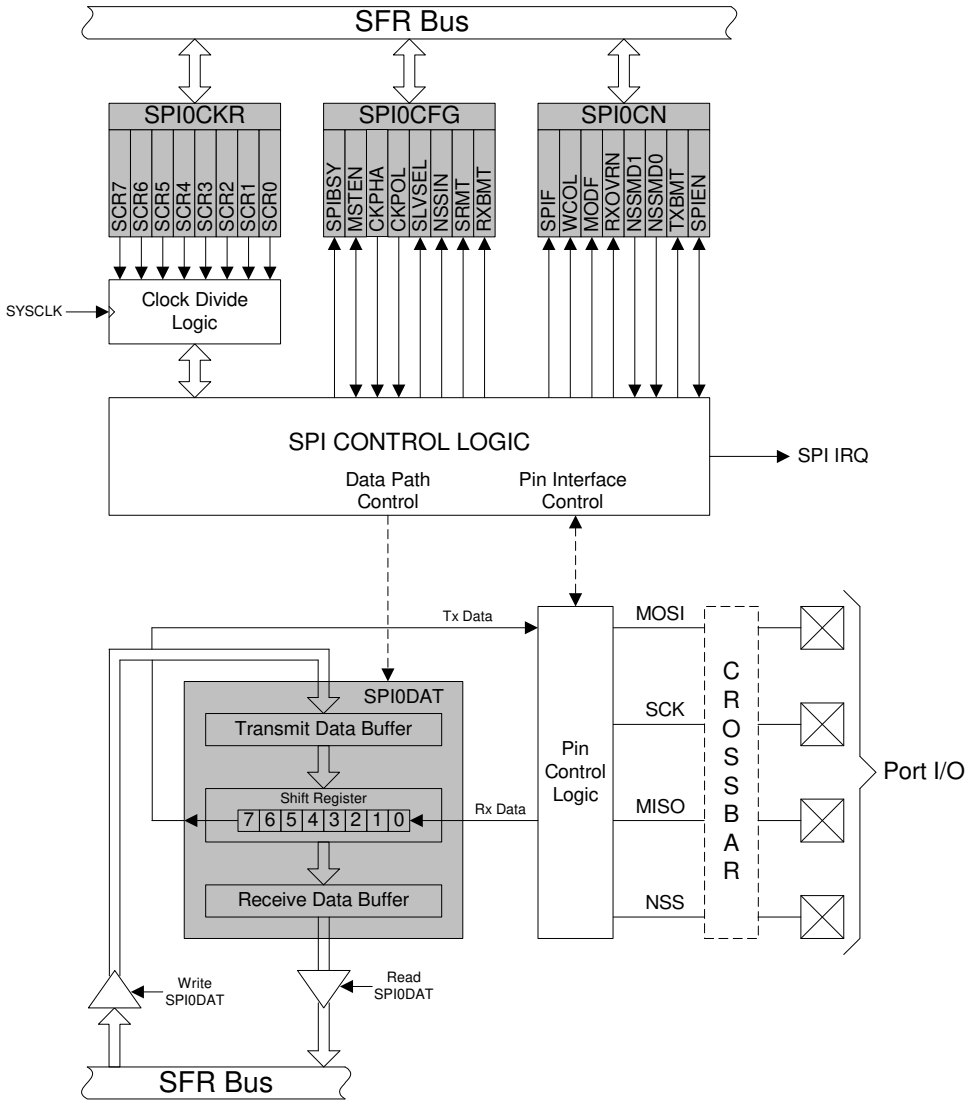 SFR Bus
SPI0CKR
SPI0CFG
SPI0CN
SCR7
SCR6
SCR5
SCR4
SCR3
SCR2
SCR1
SCR0
SPIBSY
MSTEN
CKPHA
CKPOL
SLVSEL
NSSIN
SRMT
RXBMT
SPIF
WCOL
MODF
RXOVRN
NSSMD1
NSSMD0
TXBMT
SPIEN
SYSCLK
Clock Divide
Logic
SPI CONTROL LOGIC
SPI IRQ
Data Path
Control
Pin Interface
Control
Tx Data
MOSI
SPI0DAT
Transmit Data Buffer
SCK
Shift Register
7 6 5 4 3 2 1 0
Rx Data
Pin
Control
Logic
MISO
Receive Data Buffer
NSS
CROSSBAR
Port I/O
Write
SPI0DAT
Read
SPI0DAT
SFR Bus